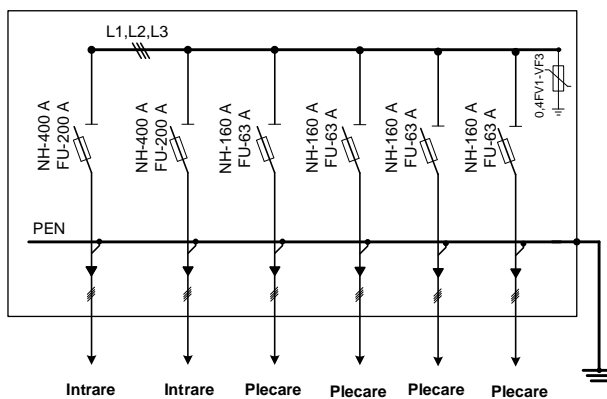 L1,L2,L3
NH-400 A
FU-200 A
NH-400 A
FU-200 A
NH-160 A
FU-63 A
NH-160 A
FU-63 A
NH-160 A
FU-63 A
NH-160 A
FU-63 A
0,4FV1-VF3
PEN
Intrare Intrare Plecare Plecare Plecare Plecare